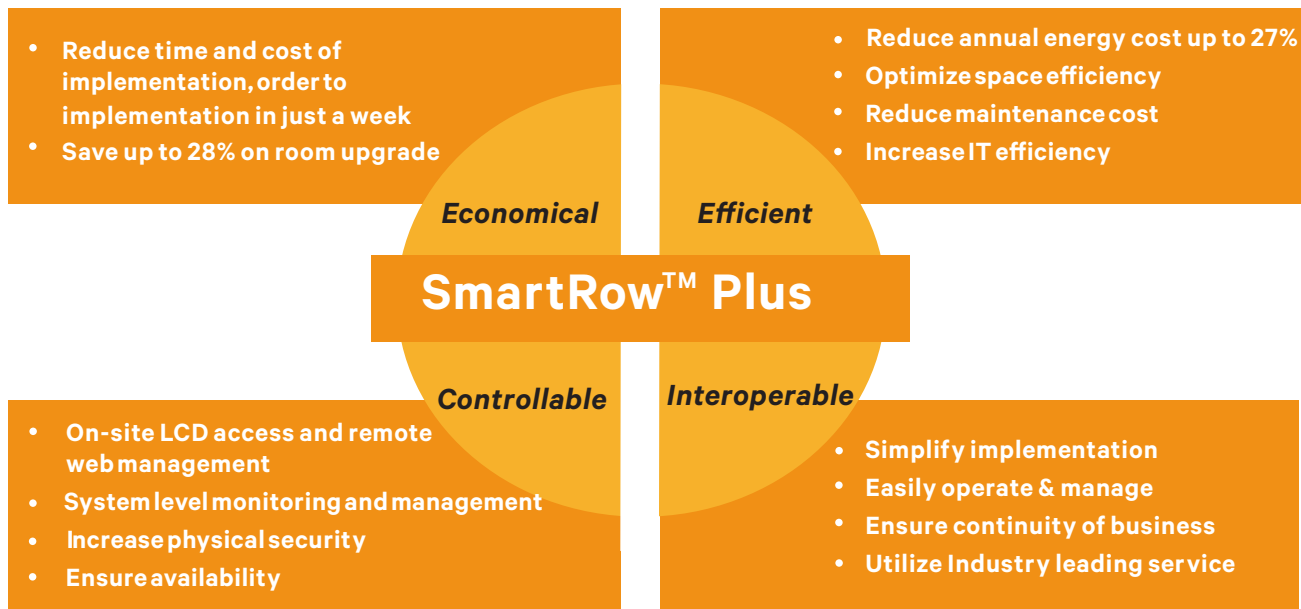 Reduce time and cost of
implementation, order to
implementation in just a week
Save up to 28% on room upgrade
Economical
Reduce annual energy cost up to 27%
Optimize space efficiency
Reduce maintenance cost
Increase IT efficiency
Efficient
SmartRow™ Plus
Controllable
On-site LCD access and remote
web management
System level monitoring and management
Increase physical security
Ensure availability
Interoperable
Simplify implementation
Easily operate & manage
Ensure continuity of business
Utilize Industry leading service